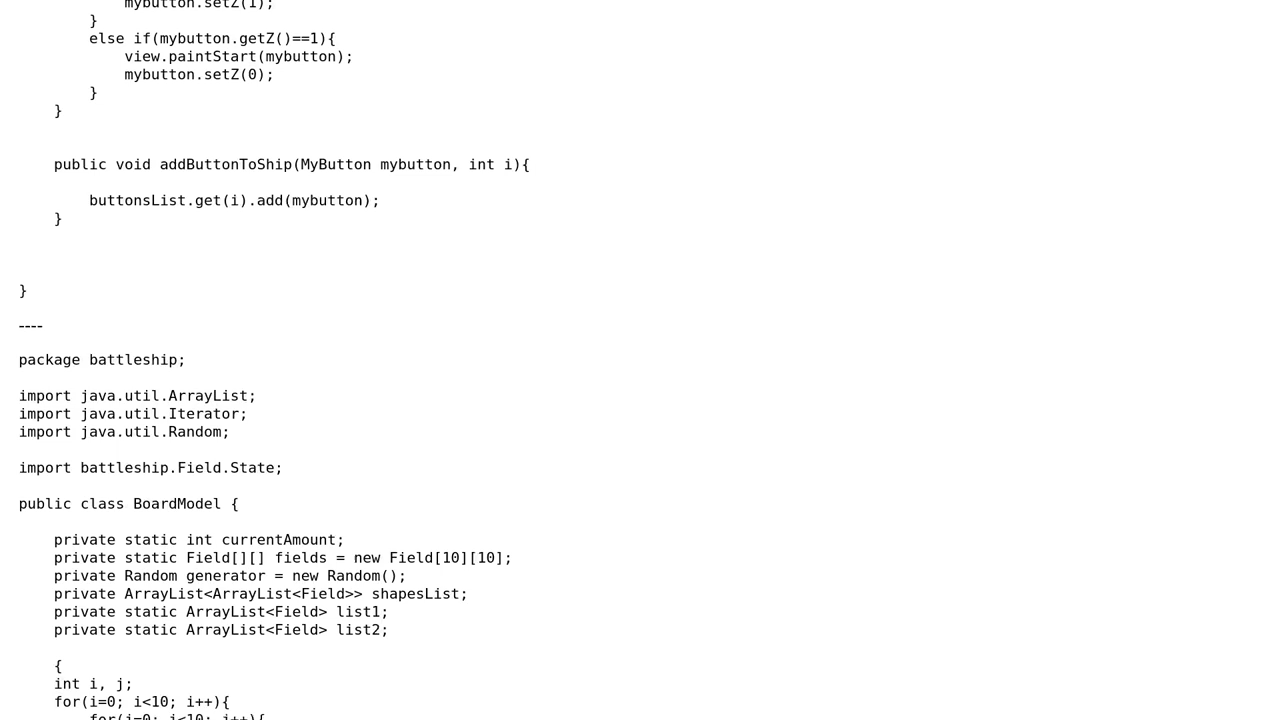 mybutton.setZ(1);
}
else if(mybutton.getZ()==1){
view.paintStart(mybutton);
mybutton.setZ(0);
}
}
public void addButtonToShip(MyButton mybutton, int i){
buttonsList.get(i).add(mybutton);
}
}
----
package battleship;
import java.util.ArrayList;
import java.util.Iterator;
import java.util.Random;
import battleship.Field.State;
public class BoardModel {
private static int currentAmount;
private static Field[][] fields = new Field[10][10];
private Random generator = new Random();
private ArrayList<ArrayList<Field>> shapesList;
private static ArrayList<Field> list1;
private static ArrayList<Field> list2;
{
int i, j;
for(i=0; i<10; i++){